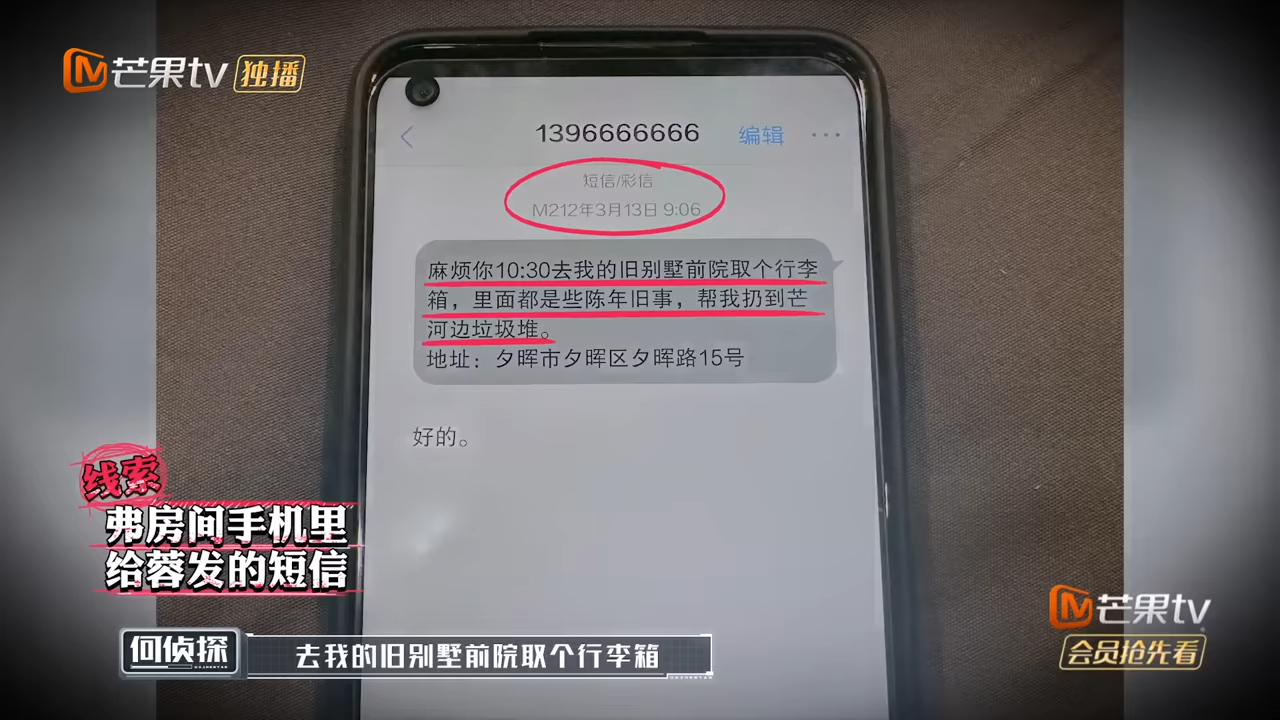 芒果tv 独播
1396666666 编辑
短信/彩信
M212年3月13日 9:06
麻烦你10:30去我的旧别墅前院取个行李
箱，里面都是些陈年旧事，帮我扔到芒
河边垃圾堆。
地址：夕晖市夕晖区夕晖路15号
好的。
线索
弗房间手机里
给蓉发的短信
何侦探 去我的旧别墅前院取个行李箱
芒果tv
会员抢先看